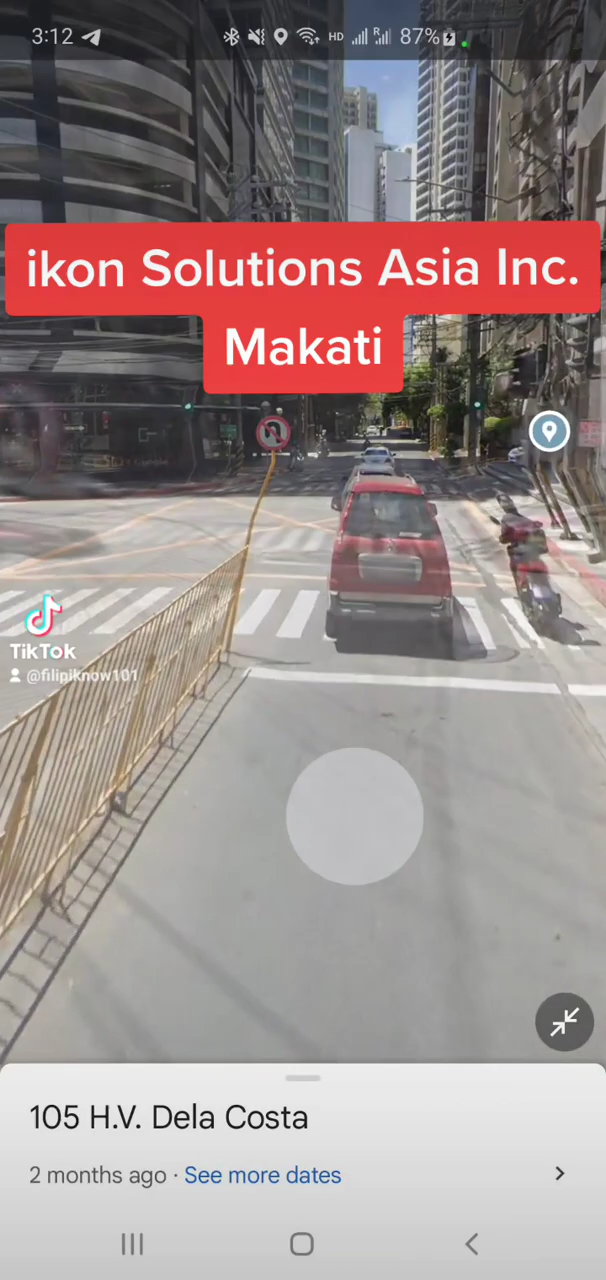 3:12
HD
R
87%
ikon Solutions Asia Inc.
Makati
TikTok
@filipiknow101
105 H.V. Dela Costa
2 months ago · See more dates